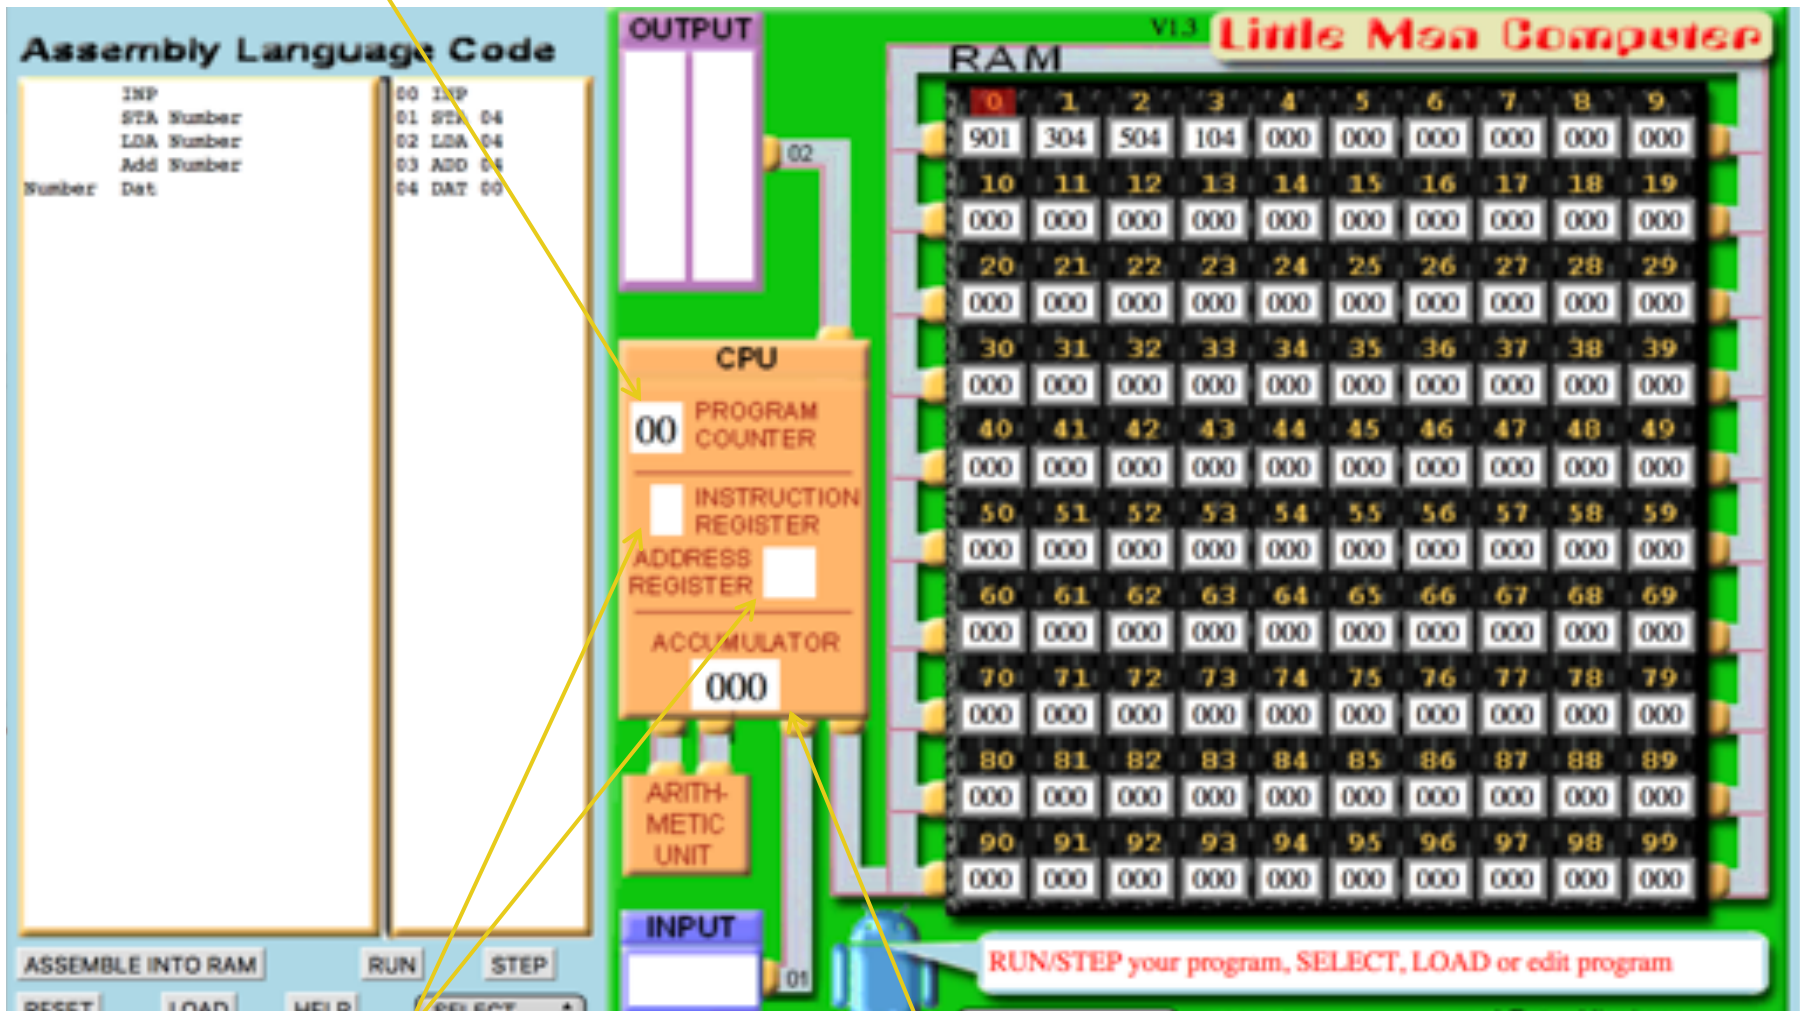 Assembly Language Code
INP
STA Number
LDA Number
Add Number
Number Dat
00 INP
01 STA 04
02 LDA 04
03 ADD 04
04 DAT 00
ASSEMBLE INTO RAM
RUN
STEP
RESET
LOAD
HELP
SELECT
OUTPUT
02
CPU
00
PROGRAM
COUNTER
INSTRUCTION
REGISTER
ADDRESS
REGISTER
ACCUMULATOR
000
ARITH-
METIC
UNIT
INPUT
01
V1.3
Little Man Computer
RAM
0 1 2 3 4 5 6 7 8 9
901 304 504 104 000 000 000 000 000 000
10 11 12 13 14 15 16 17 18 19
000 000 000 000 000 000 000 000 000 000
20 21 22 23 24 25 26 27 28 29
000 000 000 000 000 000 000 000 000 000
30 31 32 33 34 35 36 37 38 39
000 000 000 000 000 000 000 000 000 000
40 41 42 43 44 45 46 47 48 49
000 000 000 000 000 000 000 000 000 000
50 51 52 53 54 55 56 57 58 59
000 000 000 000 000 000 000 000 000 000
60 61 62 63 64 65 66 67 68 69
000 000 000 000 000 000 000 000 000 000
70 71 72 73 74 75 76 77 78 79
000 000 000 000 000 000 000 000 000 000
80 81 82 83 84 85 86 87 88 89
000 000 000 000 000 000 000 000 000 000
90 91 92 93 94 95 96 97 98 99
000 000 000 000 000 000 000 000 000 000
RUN/STEP your program, SELECT, LOAD or edit program